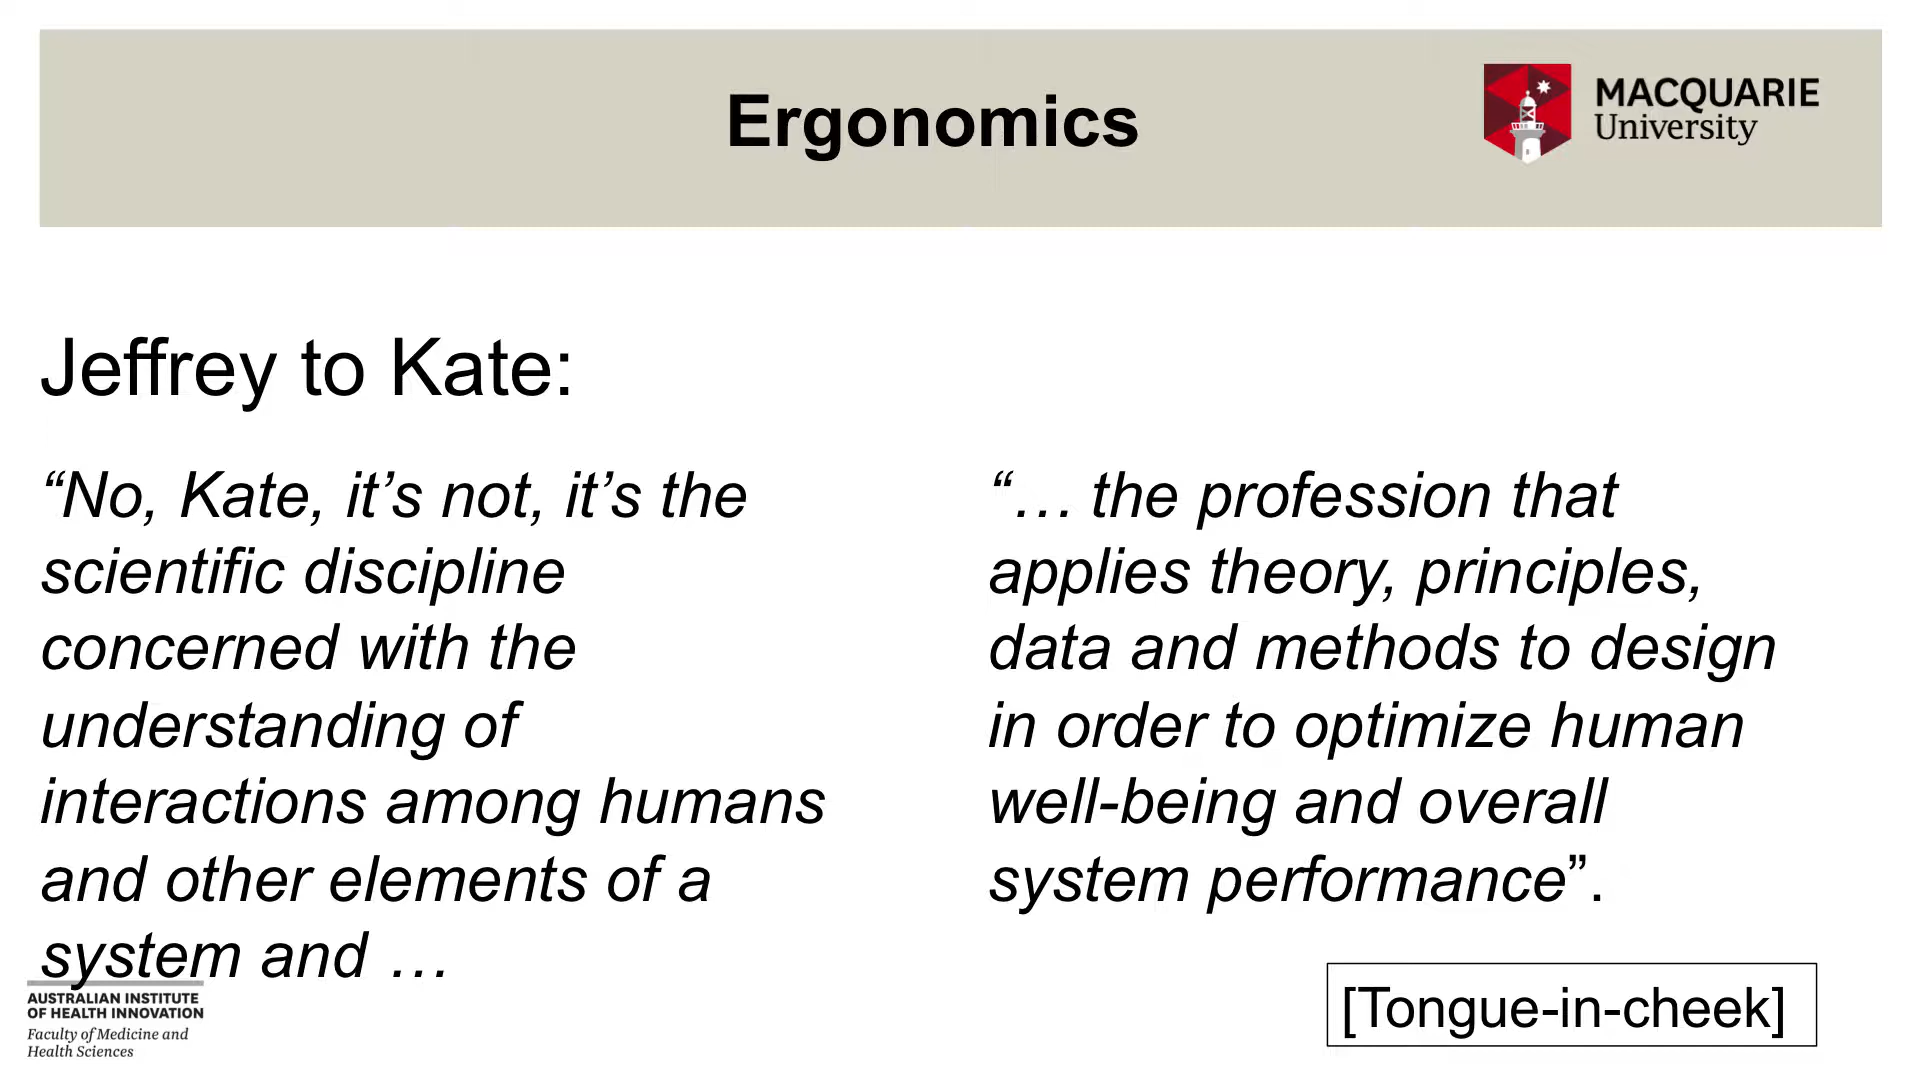 Ergonomics
MACQUARIE
University
Jeffrey to Kate:
“No, Kate, it’s not, it’s the
scientific discipline
concerned with the
understanding of
interactions among humans
and other elements of a
system and …
“… the profession that
applies theory, principles,
data and methods to design
in order to optimize human
well-being and overall
system performance”.
[Tongue-in-cheek]
AUSTRALIAN INSTITUTE
OF HEALTH INNOVATION
Faculty of Medicine and
Health Sciences